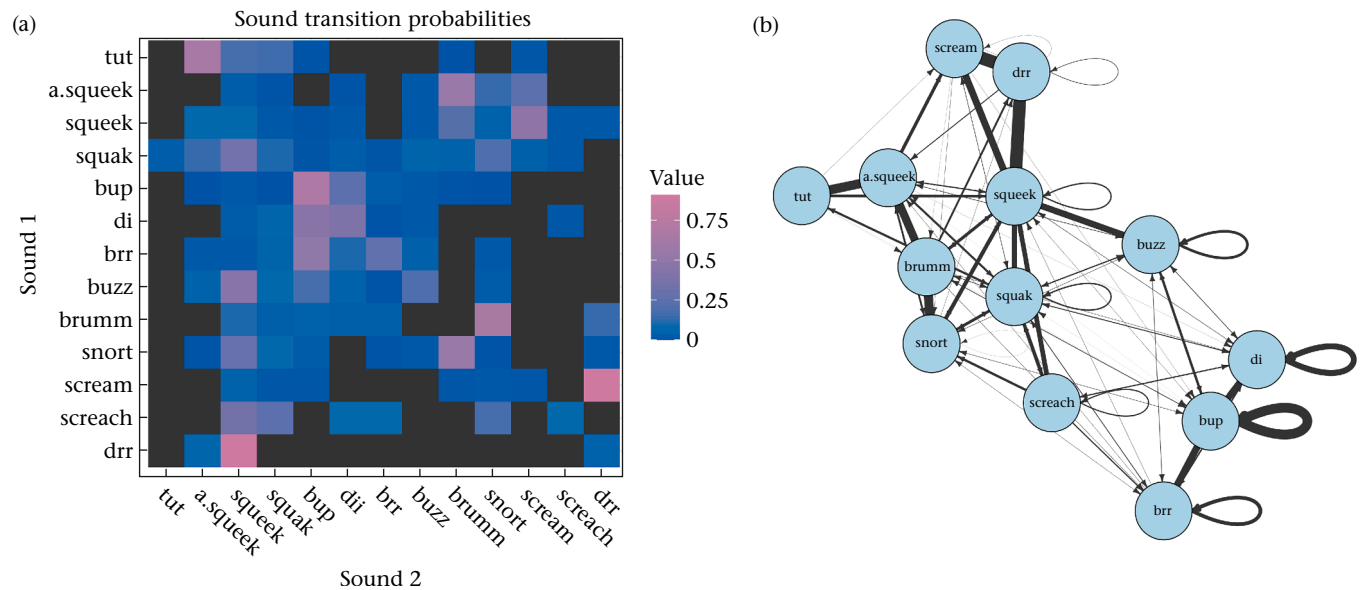 (a)
Sound transition probabilities
tut
a.squeek
squeek
squak
bup
di
brr
buzz
brumm
snort
scream
screach
drr
Sound 1
tut
a.squeek
squeek
squak
bup
dii
brr
buzz
brumm
snort
scream
screach
drr
Sound 2
Value
0.75
0.5
0.25
0
(b)
scream
drr
tut
a.squeek
squeek
buzz
brumm
squak
snort
di
screach
bup
brr